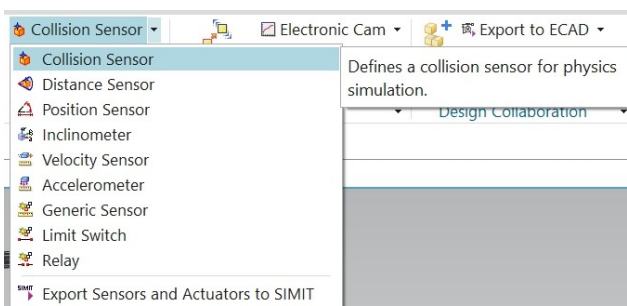 Collision Sensor
Electronic Cam
Export to ECAD
Collision Sensor
Defines a collision sensor for physics
simulation.
Distance Sensor
Position Sensor
Design Collaboration
Inclinometer
Velocity Sensor
Accelerometer
Generic Sensor
Limit Switch
Relay
SIMIT
Export Sensors and Actuators to SIMIT